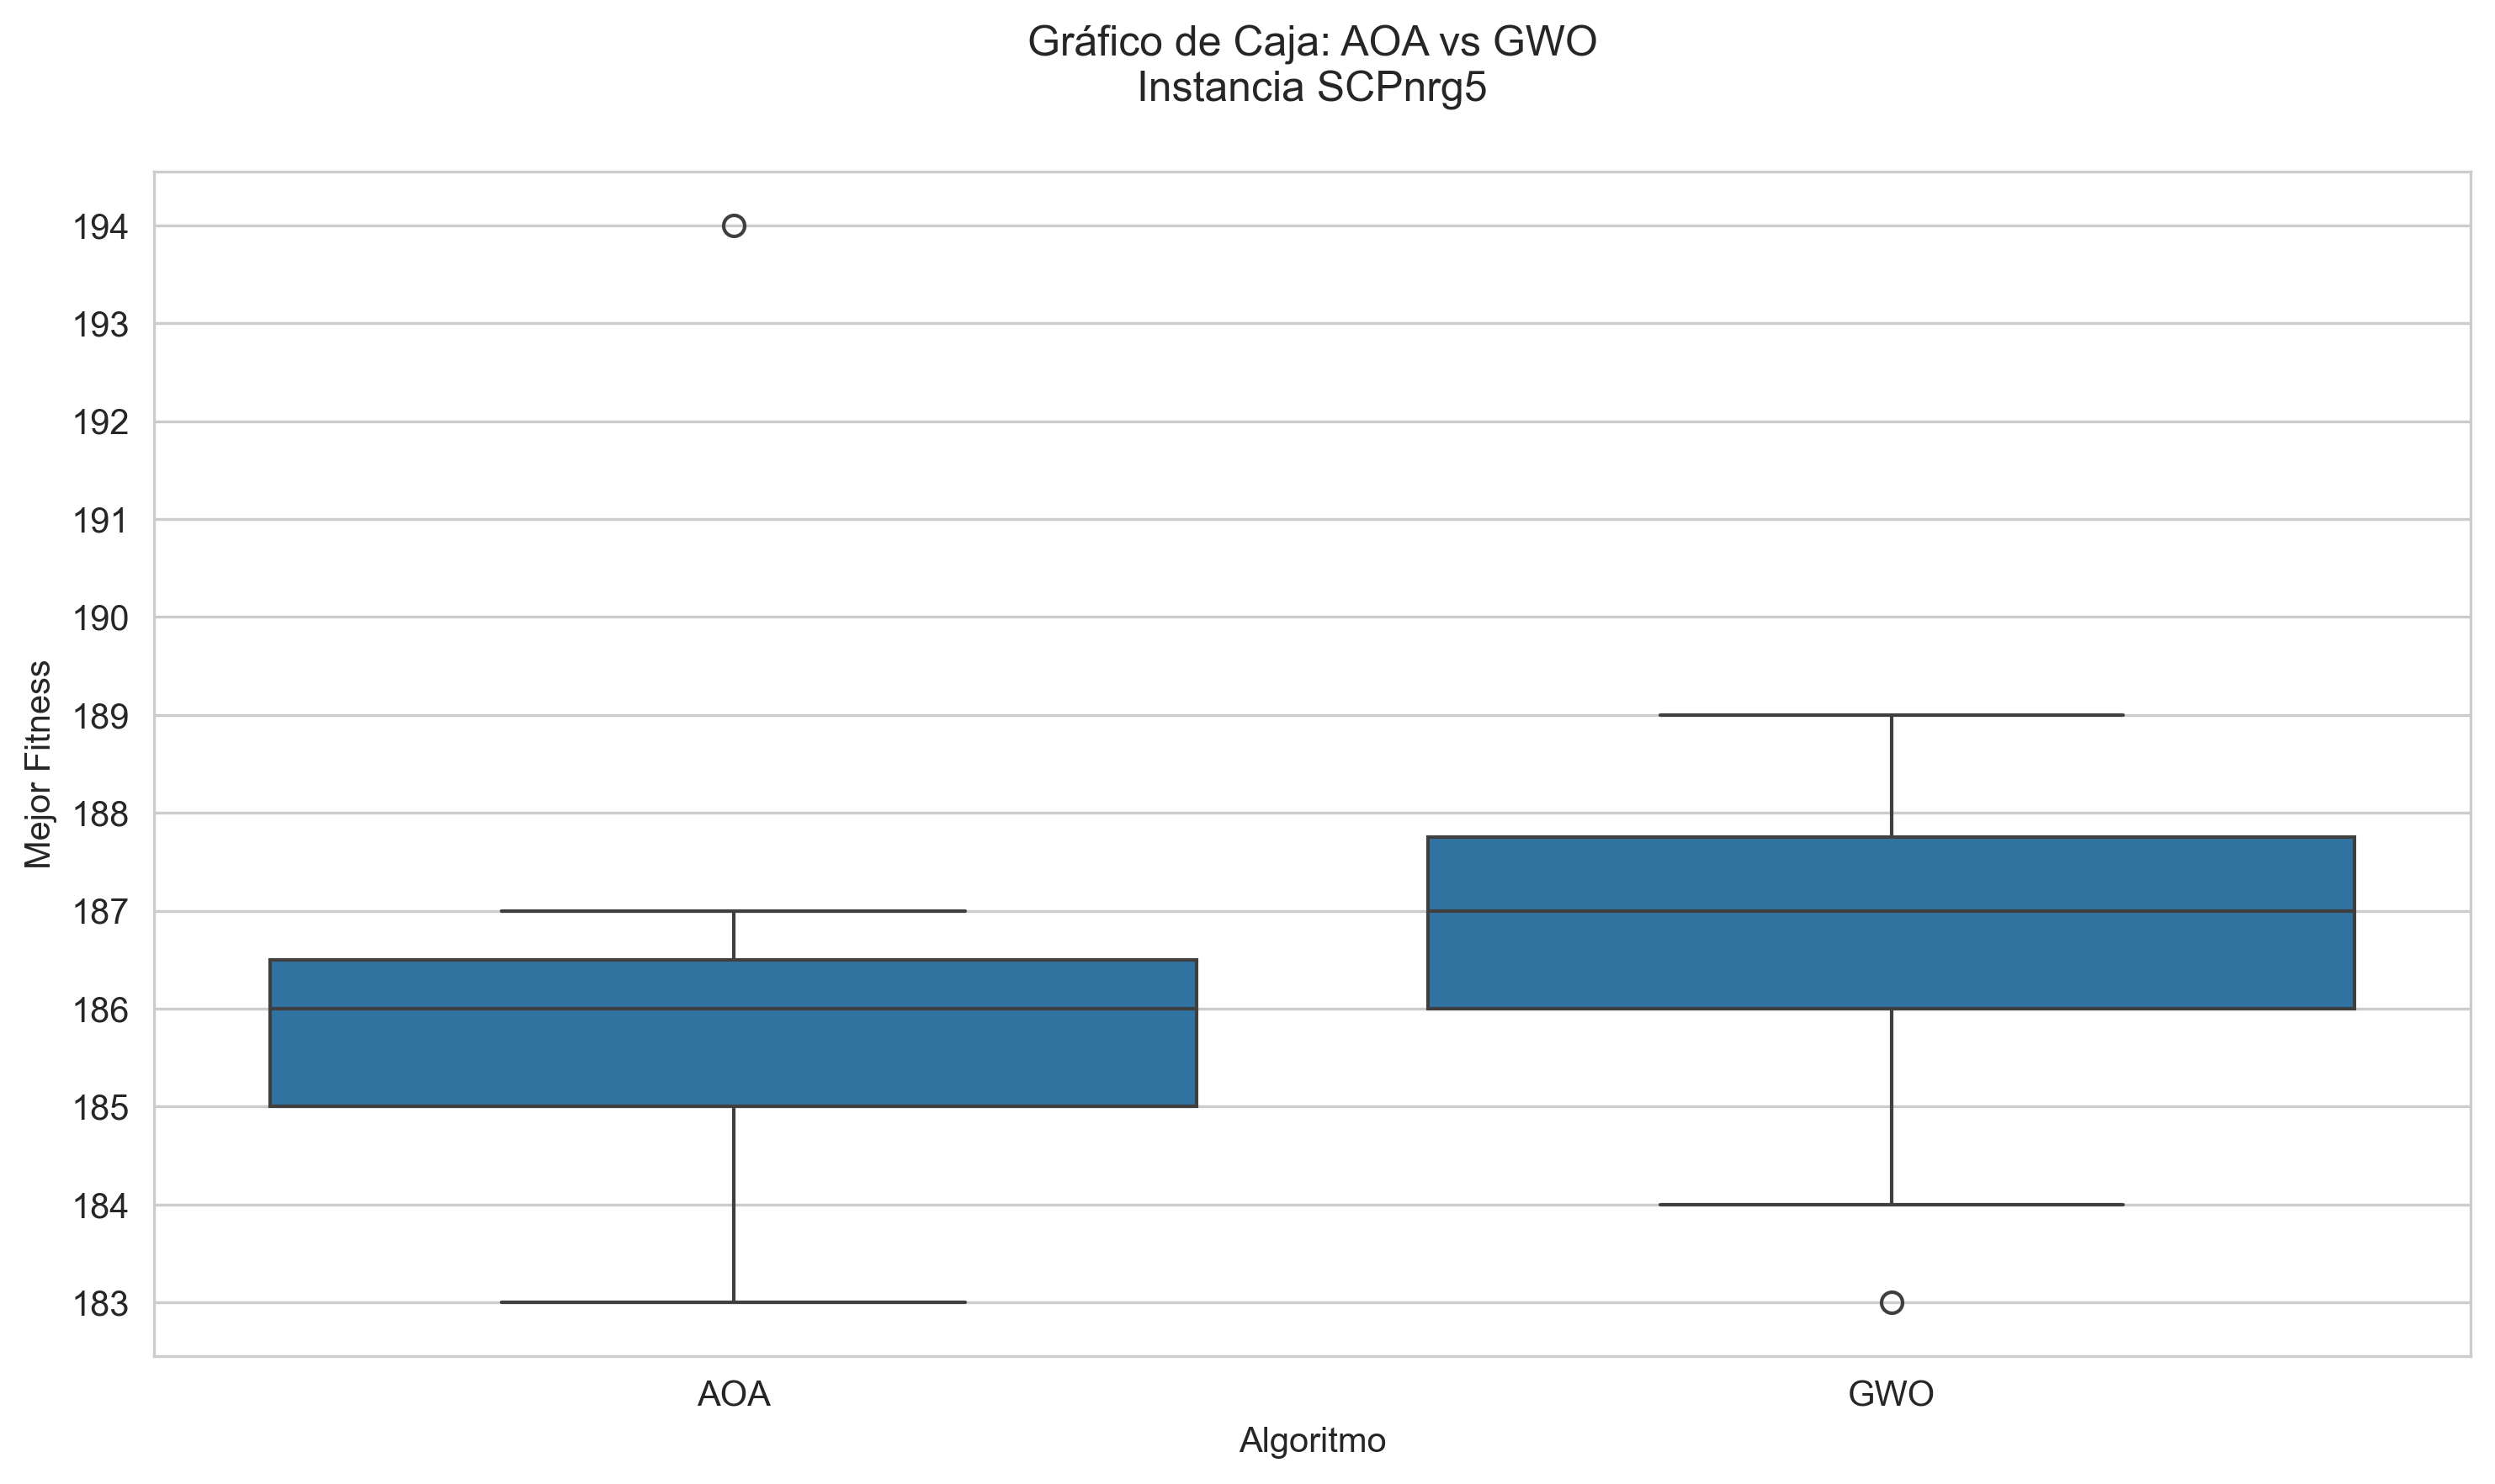 Gráfico de Caja: AOA vs GWO
Instancia SCPnrg5
Mejor Fitness
194
193
192
191
190
189
188
187
186
185
184
183
AOA
GWO
Algoritmo